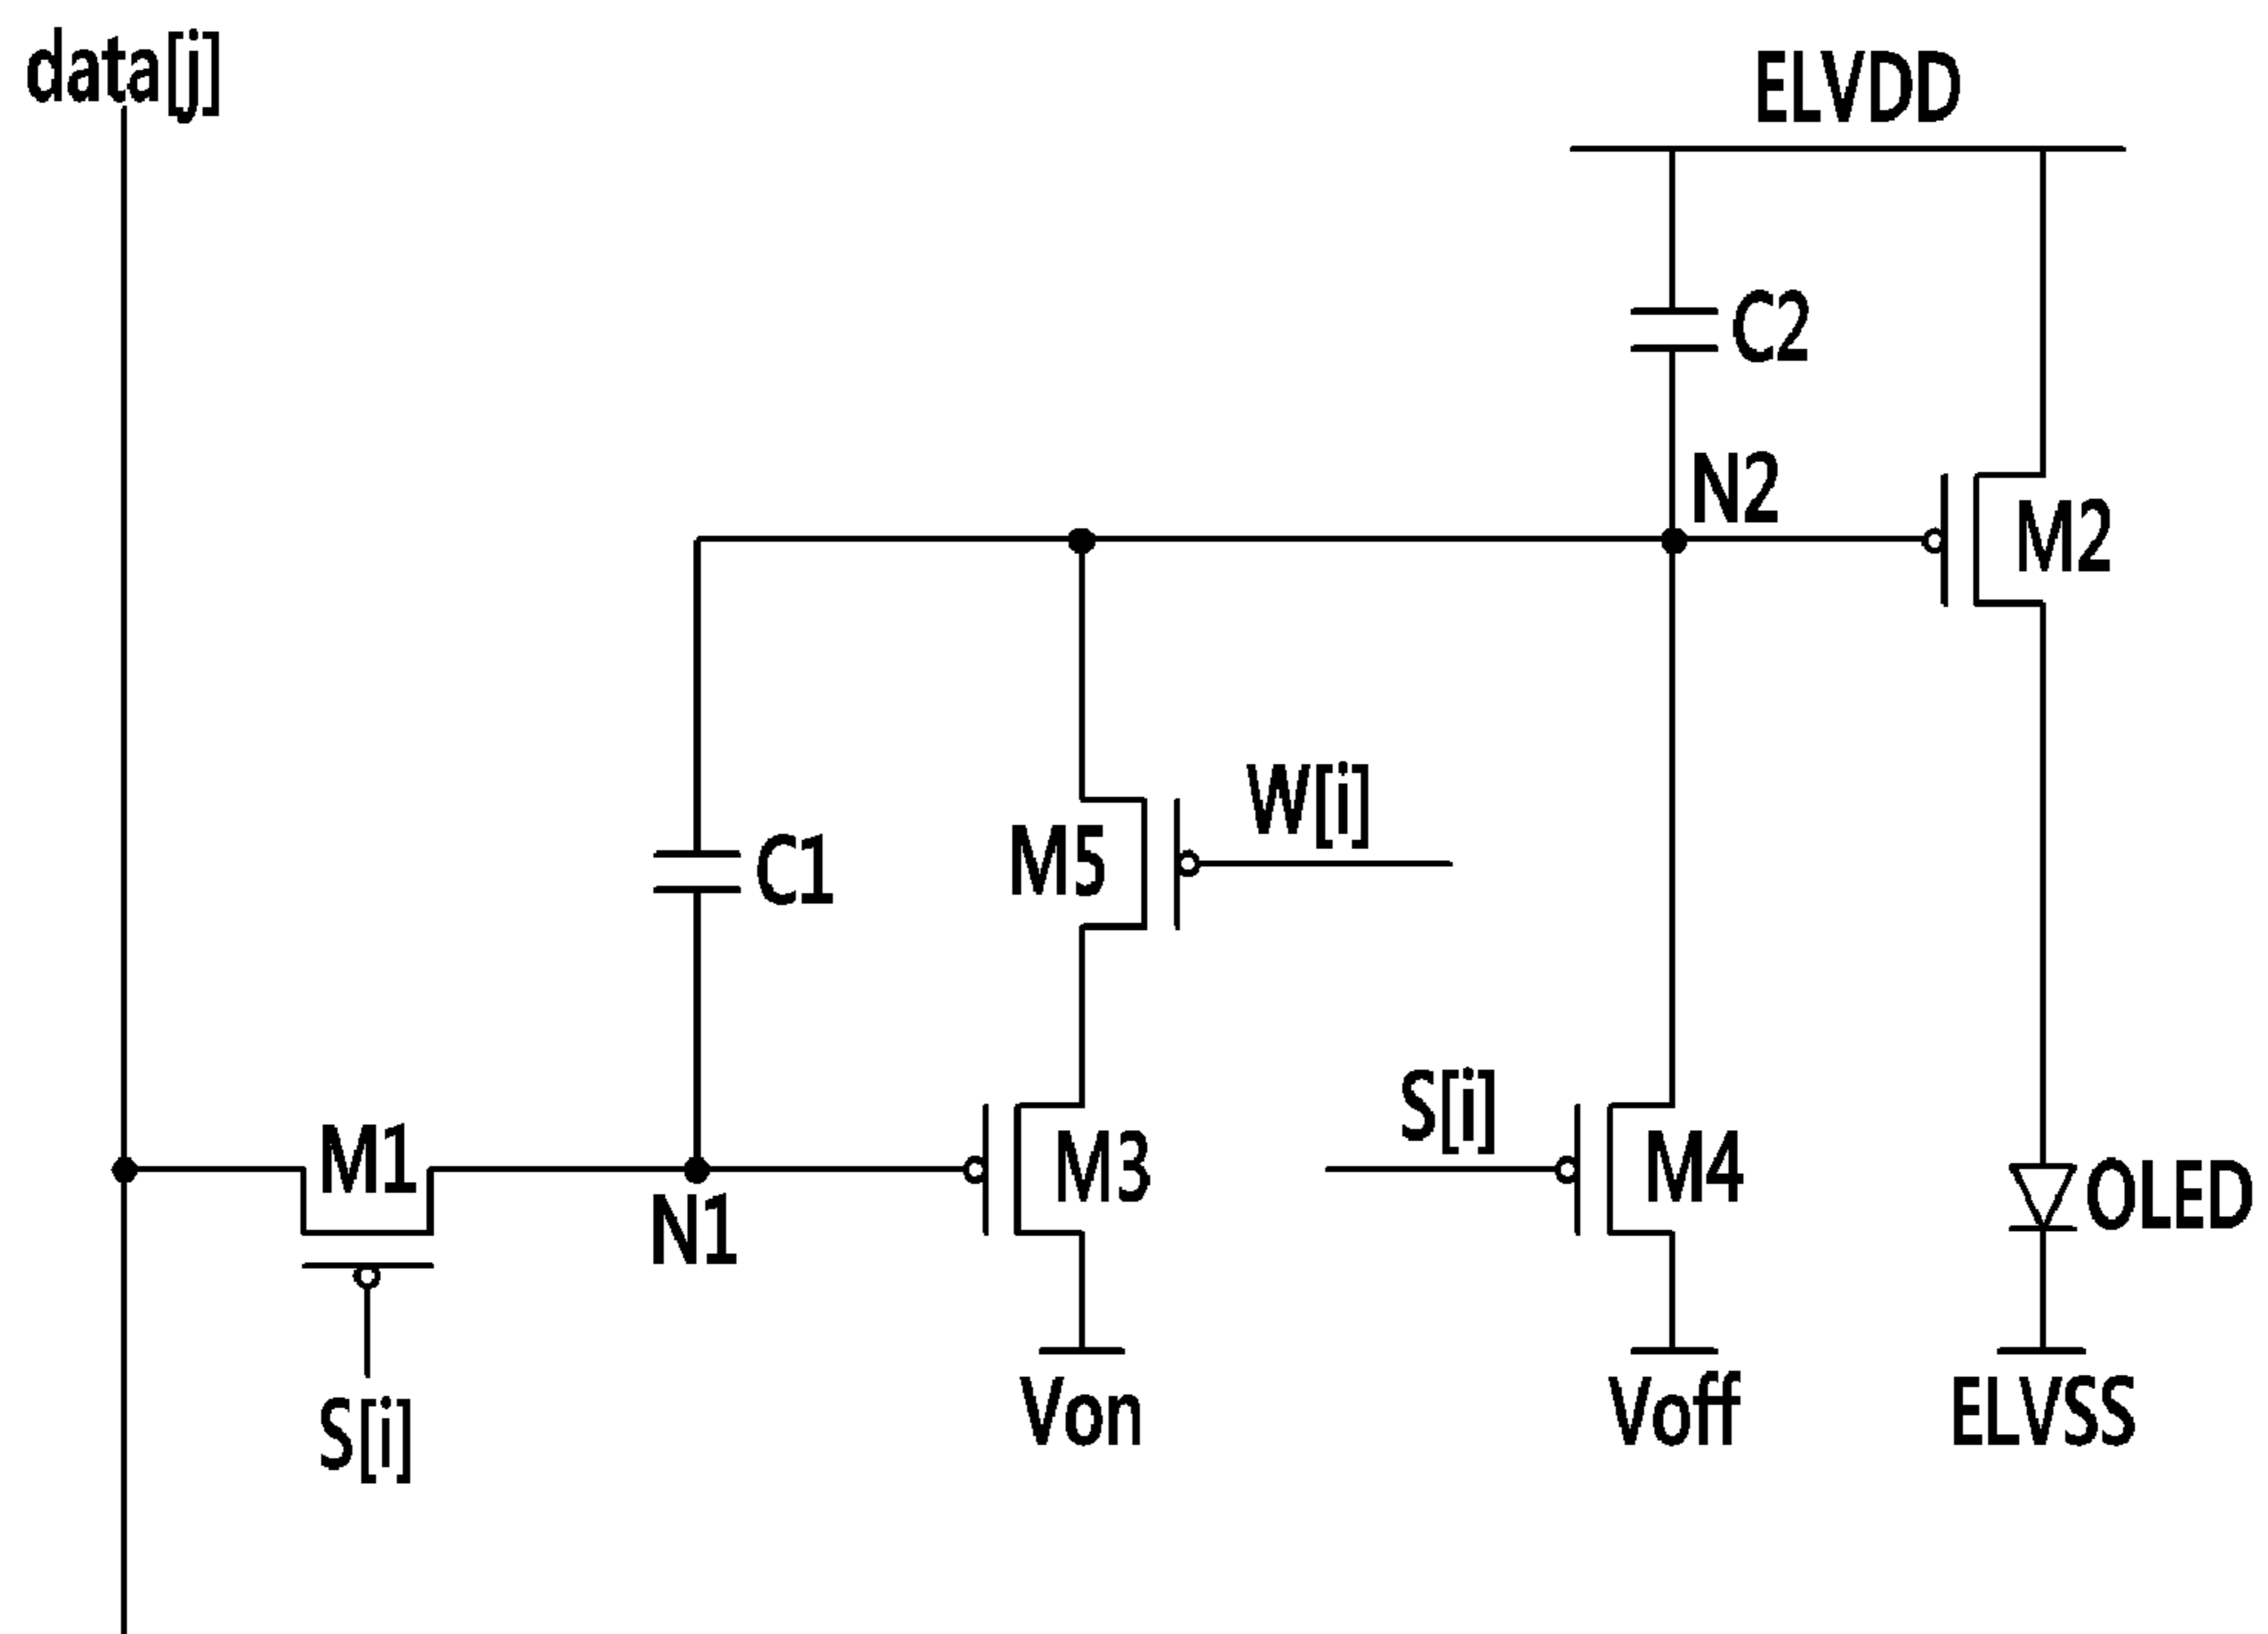 data[j]
ELVDD
C2
N2
M2
W[i]
C1
M5
S[i]
M1
M3
M4
OLED
N1
Von
Voff
ELVSS
S[i]